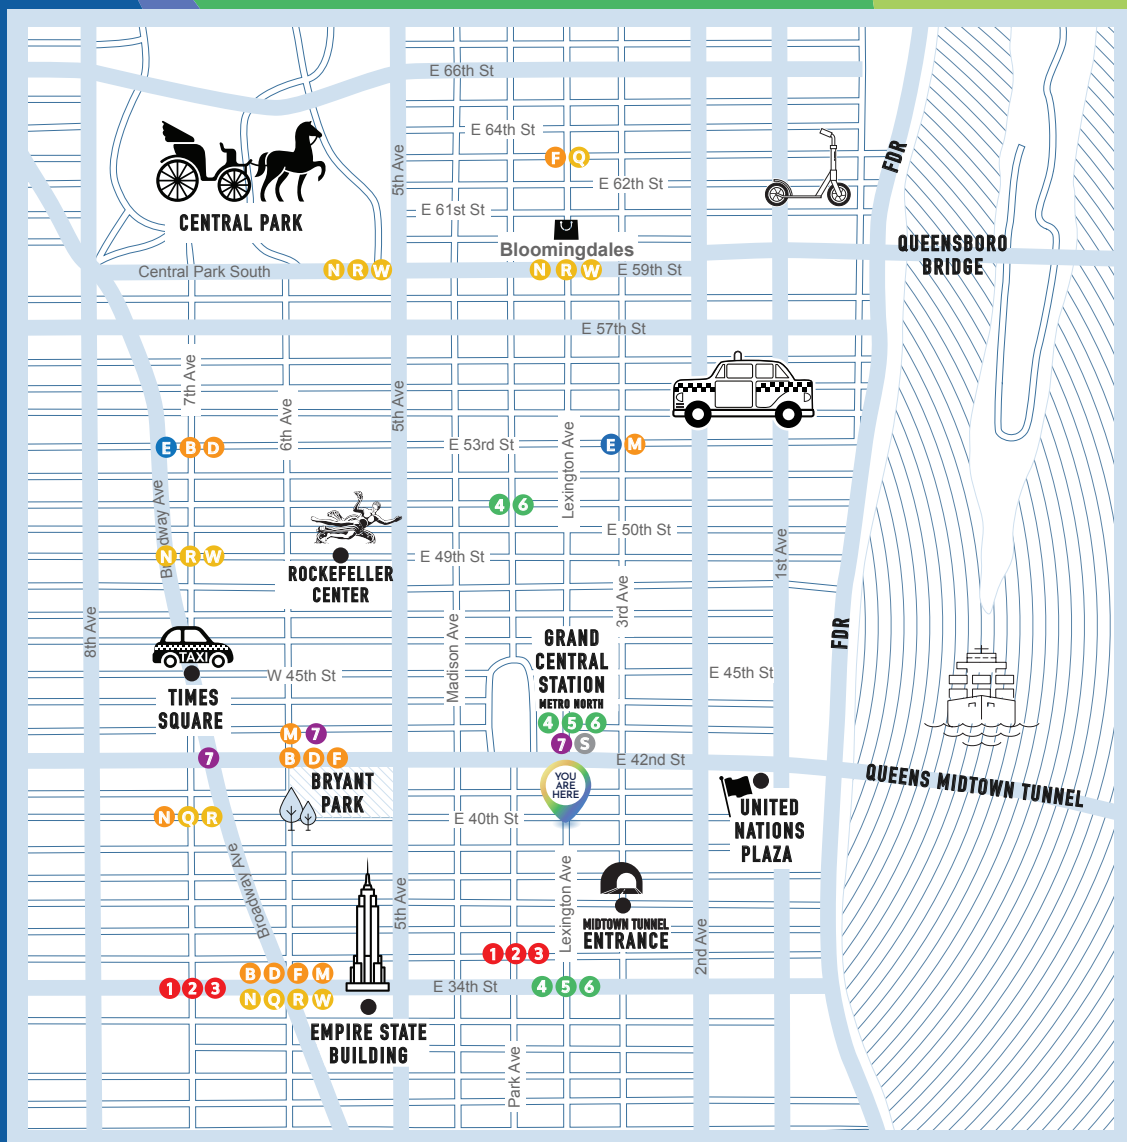 E 66th St
E 64th St
F Q
5th Ave
FDR
E 62th St
E 61st St
CENTRAL PARK
Bloomingdales
QUEENSBORO
BRIDGE
Central Park South
N R W
N R W
E 59th St
E 57th St
7th Ave
6th Ave
5th Ave
Lexington Ave
E B D
E 53rd St
E M
Broadway Ave
4 6
E 50th St
1st Ave
N R W
E 49th St
ROCKEFELLER
CENTER
8th Ave
Madison Ave
3rd Ave
FDR
GRAND
CENTRAL
STATION
METRO NORTH
4 5 6
7 S
TAXI
W 45th St
E 45th St
TIMES
SQUARE
M 7
7
B D F
E 42nd St
BRYANT
PARK
YOU
ARE
HERE
QUEENS MIDTOWN TUNNEL
UNITED
NATIONS
PLAZA
N Q R
E 40th St
Broadway Ave
5th Ave
Lexington Ave
2nd Ave
MIDTOWN TUNNEL
ENTRANCE
1 2 3
B D F M
1 2 3
N Q R W
E 34th St
4 5 6
EMPIRE STATE
BUILDING
Park Ave